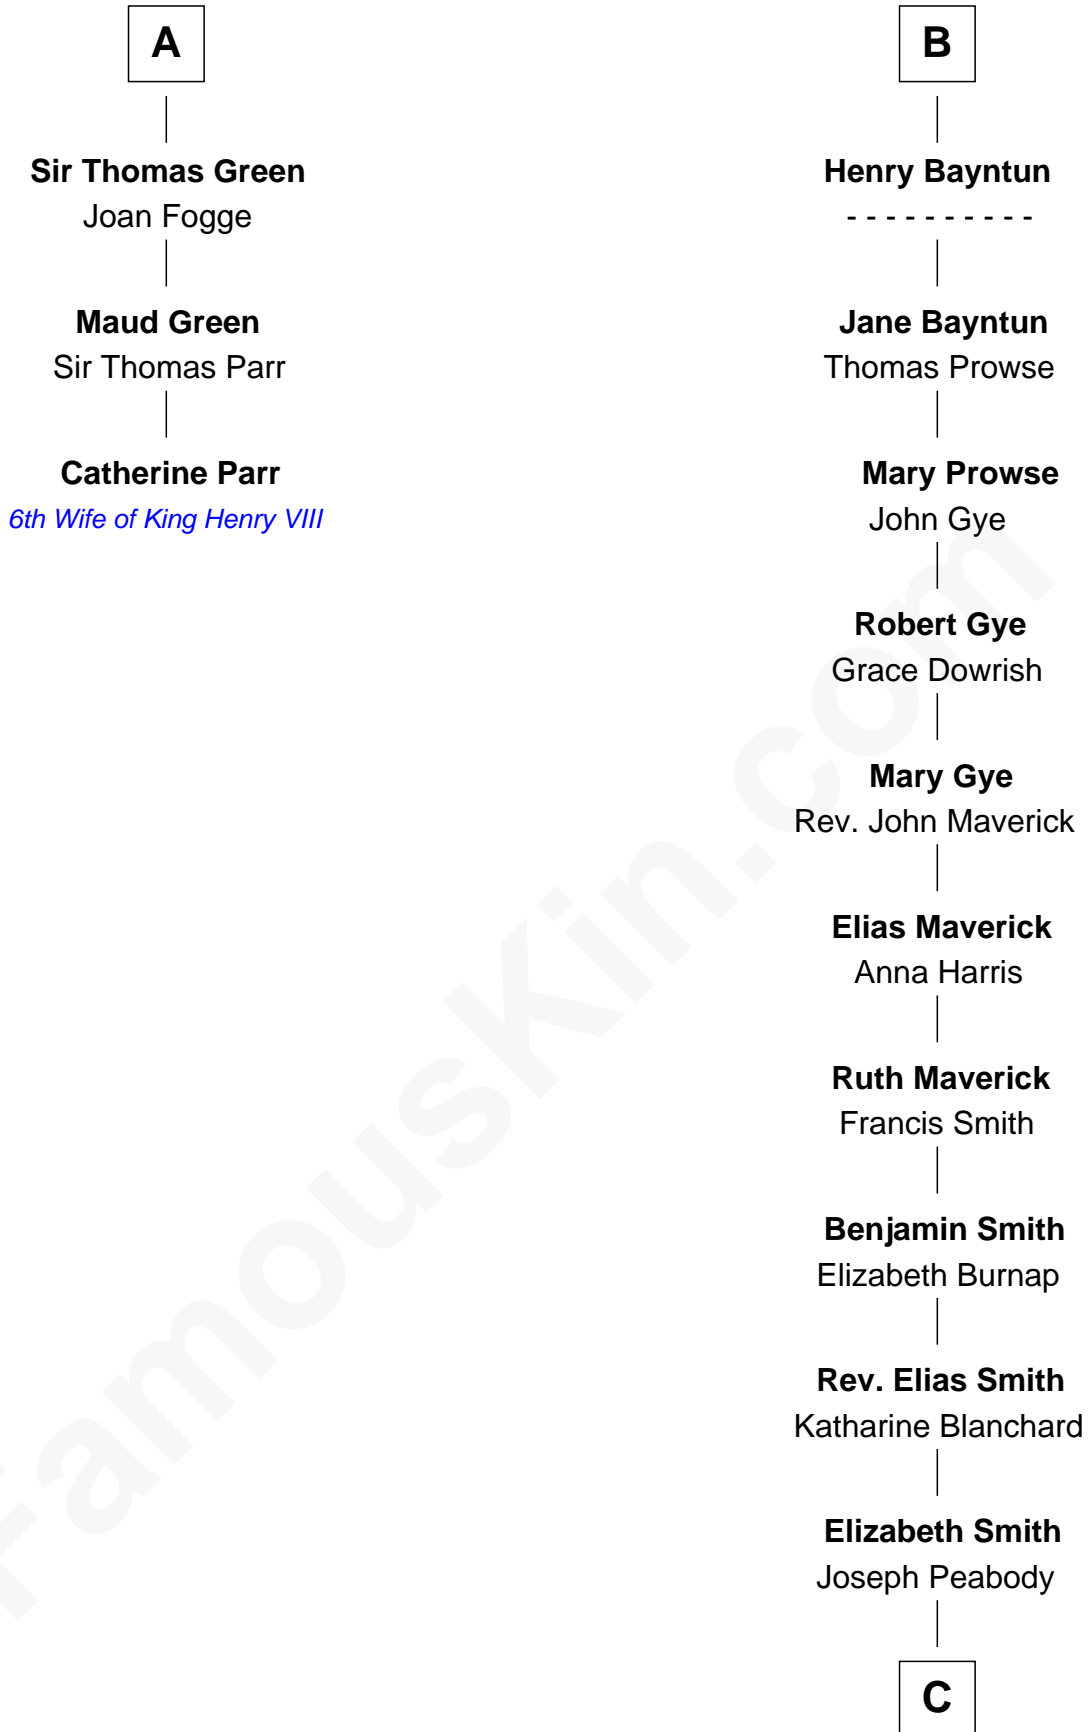 A
Sir Thomas Green
Joan Fogge
Maud Green
Sir Thomas Parr
Catherine Parr
6th Wife of King Henry VIII
B
Henry Bayntun
- - - - - - - - - -
Jane Bayntun
Thomas Prowse
Mary Prowse
John Gye
Robert Gye
Grace Dowrish
Mary Gye
Rev. John Maverick
Elias Maverick
Anna Harris
Ruth Maverick
Francis Smith
Benjamin Smith
Elizabeth Burnap
Rev. Elias Smith
Katharine Blanchard
Elizabeth Smith
Joseph Peabody
C
FamousKin.com